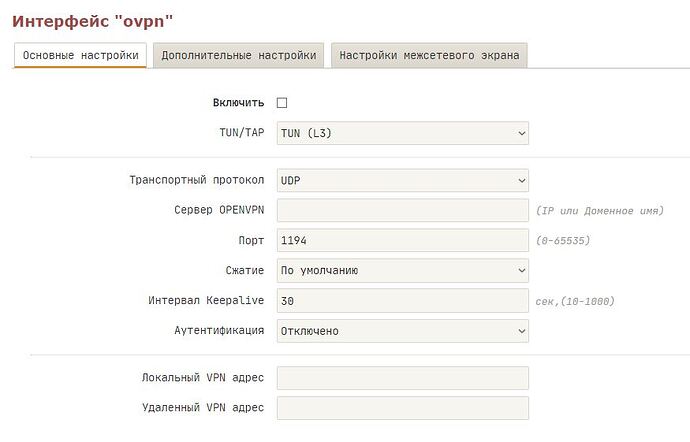 Интерфейс "ovpn"
Основные настройки Дополнительные настройки Настройки межсетевого экрана
Включить
TUN/TAP TUN (L3)
Транспортный протокол UDP
Сервер OPENVPN (IP или Доменное имя)
Порт 1194 (0-65535)
Сжатие По умолчанию
Интервал Keepalive 30 сек,(10-1800)
Аутентификация Отключено
Локальный VPN адрес
Удаленный VPN адрес